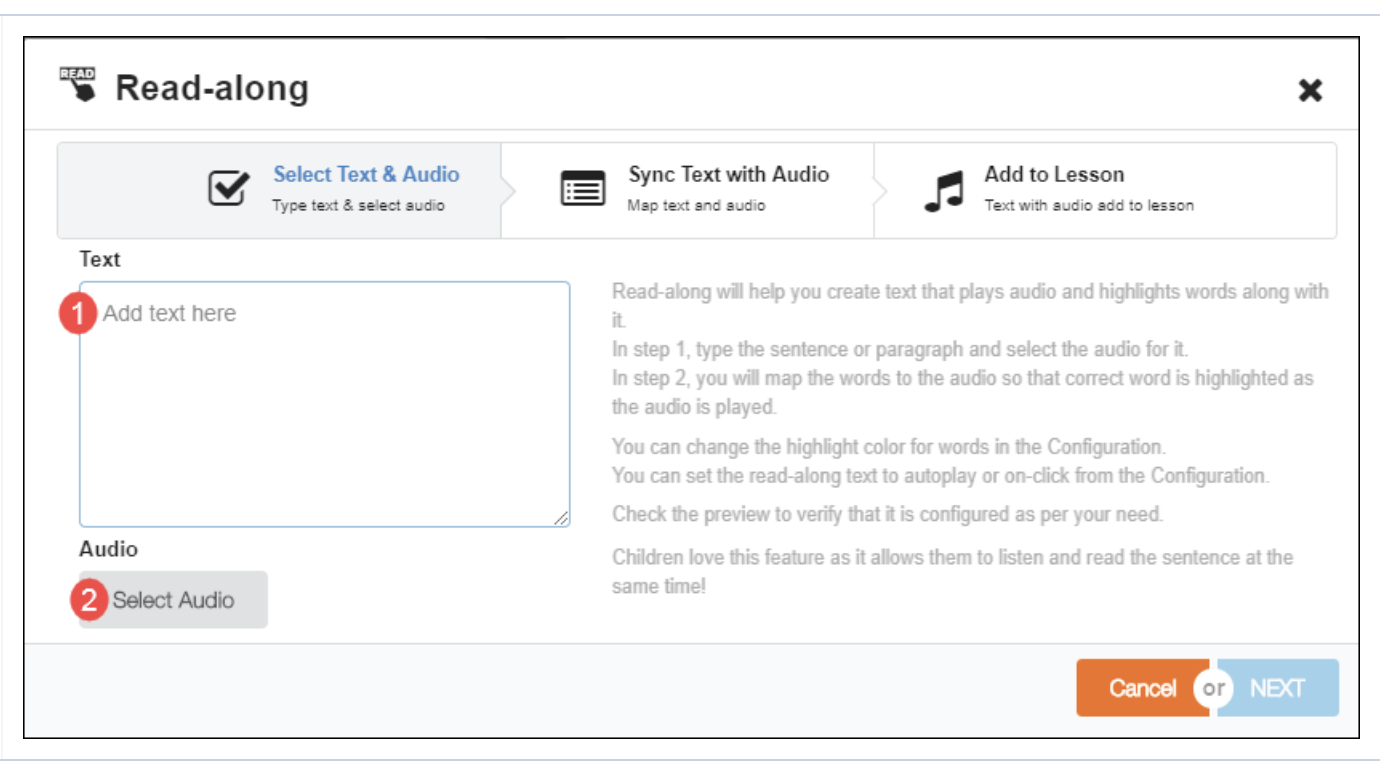 READ
Read-along
Select Text & Audio
Type text & select audio
Sync Text with Audio
Map text and audio
Add to Lesson
Text with audio add to lesson
Text
1
Add text here
Audio
2
Select Audio
Read-along will help you create text that plays audio and highlights words along with
it.
In step 1, type the sentence or paragraph and select the audio for it.
In step 2, you will map the words to the audio so that correct word is highlighted as
the audio is played.
You can change the highlight color for words in the Configuration.
You can set the read-along text to autoplay or on-click from the Configuration.
Check the preview to verify that it is configured as per your need.
Children love this feature as it allows them to listen and read the sentence at the
same time!
Cancel or NEXT